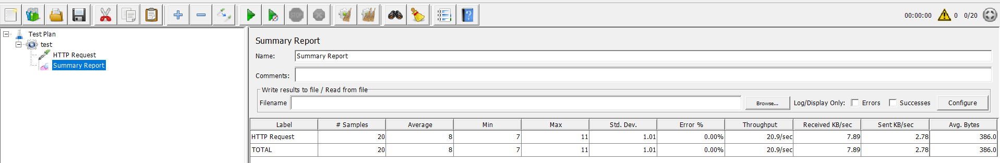 STOP
00:00:00 0 0/20
Test Plan
test
HTTP Request
Summary Report
Summary Report
Name: Summary Report
Comments:
Write results to file / Read from file
Filename Browse... Log/Display Only: Errors Successes Configure
Label # Samples Average Min Max Std. Dev. Error % Throughput Received KB/sec Sent KB/sec Avg. Bytes
HTTP Request 20 8 7 11 1.01 0.00% 20.9/sec 7.89 2.78 386.0
TOTAL 20 8 7 11 1.01 0.00% 20.9/sec 7.89 2.78 386.0